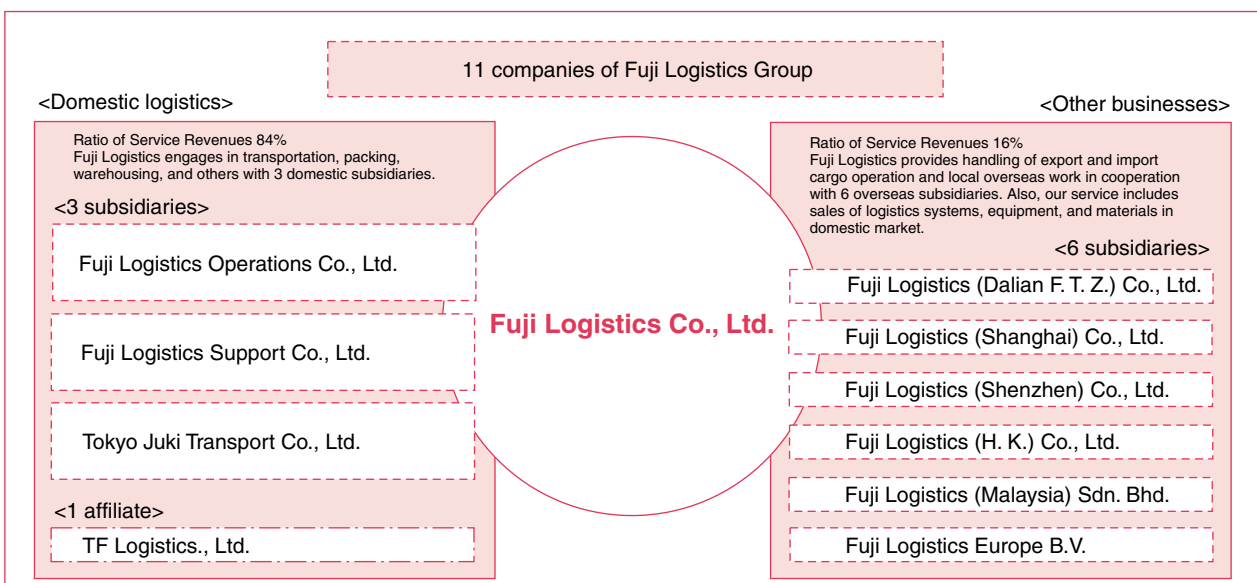 11 companies of Fuji Logistics Group
<Domestic logistics>
Ratio of Service Revenues 84%
Fuji Logistics engages in transportation, packing,
warehousing, and others with 3 domestic subsidiaries.
<3 subsidiaries>
Fuji Logistics Operations Co., Ltd.
Fuji Logistics Support Co., Ltd.
Tokyo Juki Transport Co., Ltd.
<1 affiliate>
TF Logistics., Ltd.
Fuji Logistics Co., Ltd.
<Other businesses>
Ratio of Service Revenues 16%
Fuji Logistics provides handling of export and import
cargo operation and local overseas work in cooperation
with 6 overseas subsidiaries. Also, our service includes
sales of logistics systems, equipment, and materials in
domestic market.
<6 subsidiaries>
Fuji Logistics (Dalian F. T. Z.) Co., Ltd.
Fuji Logistics (Shanghai) Co., Ltd.
Fuji Logistics (Shenzhen) Co., Ltd.
Fuji Logistics (H. K.) Co., Ltd.
Fuji Logistics (Malaysia) Sdn. Bhd.
Fuji Logistics Europe B.V.